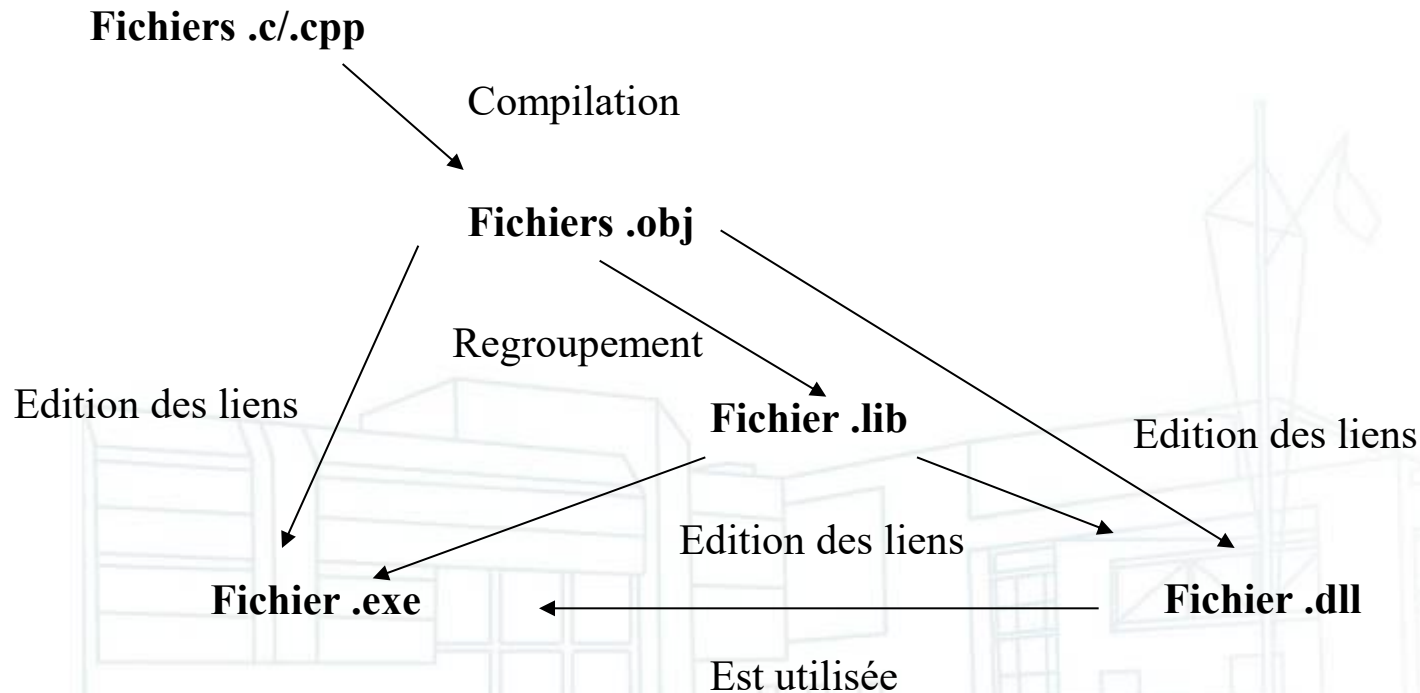 Fichiers .c/.cpp
Compilation
Fichiers .obj
Regroupement
Edition des liens
Fichier .lib
Edition des liens
Edition des liens
Fichier .exe
Fichier .dll
Est utilisée